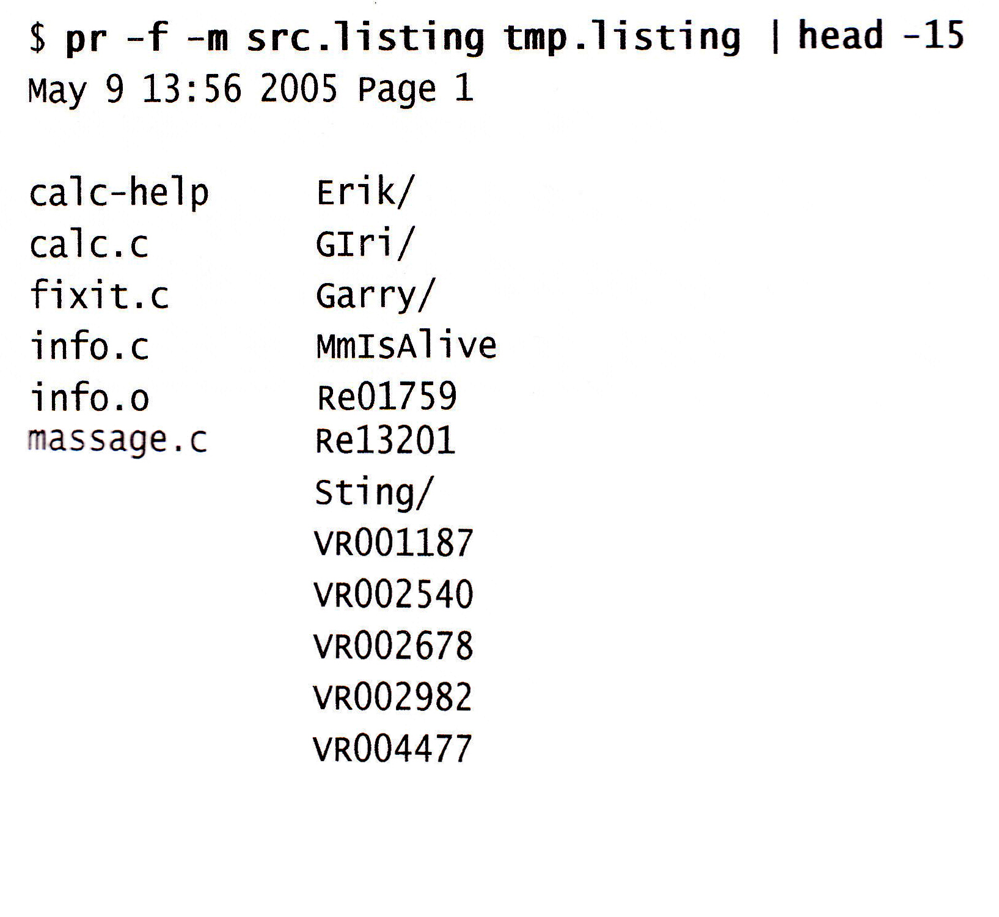 $ pr -f -m src.listing tmp.listing | head -15
May 9 13:56 2005 Page 1
calc-help Erik/
calc.c GIri/
fixit.c Garry/
info.c MmIsAlive
info.o Re01759
massage.c Re13201
Sting/
VR001187
VR002540
VR002678
VR002982
VR004477